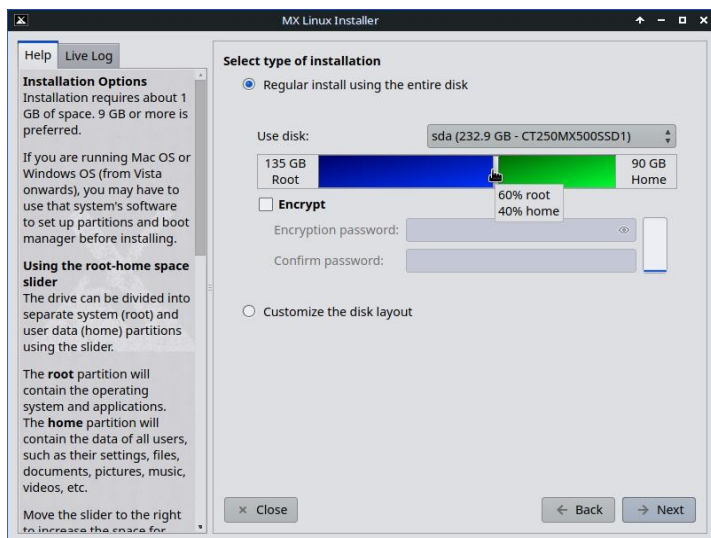 MX Linux Installer
Help
Live Log
Installation Options
Installation requires about 1
GB of space. 9 GB or more is
preferred.
If you are running Mac OS or
Windows OS (from Vista
onwards), you may have to
use that system's software
to set up partitions and boot
manager before installing.
Using the root-home space
slider
The drive can be divided into
separate system (root) and
user data (home) partitions
using the slider.
The root partition will
contain the operating
system and applications.
The home partition will
contain the data of all users,
such as their settings, files,
documents, pictures, music,
videos, etc.
Move the slider to the right
to increase the space for
Select type of installation
Regular install using the entire disk
Use disk:
sda (232.9 GB - CT250MX500SSD1)
135 GB
Root
90 GB
Home
60% root
40% home
Encrypt
Encryption password:
Confirm password:
Customize the disk layout
Close
Back
Next